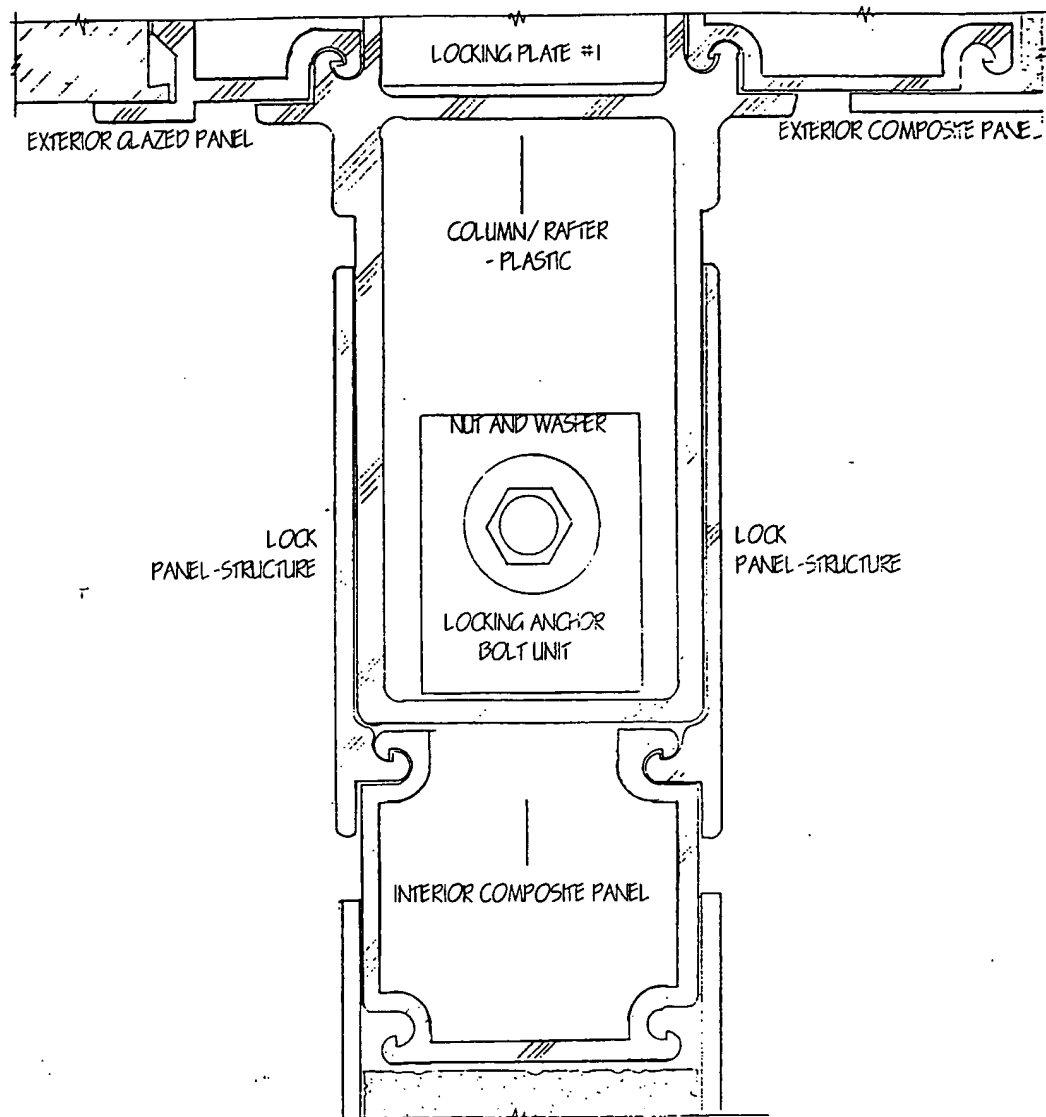 LOCKING PLATE #1
EXTERIOR GLAZED PANEL
EXTERIOR COMPOSITE PANEL
COLUMN/ RAFTER
- PLASTIC
NUT AND WASHER
LOCK
PANEL-STRUCTURE
LOCK
PANEL-STRUCTURE
LOCKING ANCHOR
BOLT UNIT
INTERIOR COMPOSITE PANEL